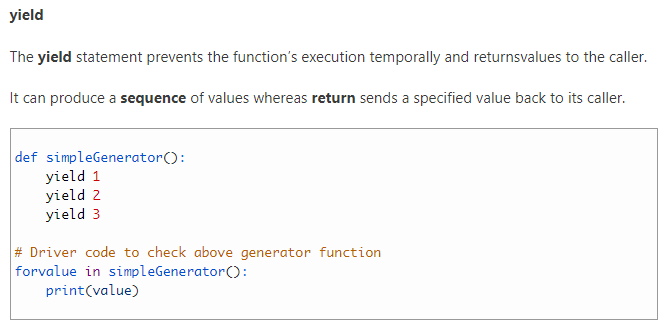 yield
The yield statement prevents the function's execution temporally and returnsvalues to the caller.
It can produce a sequence of values whereas return sends a specified value back to its caller.
def simpleGenerator():
    yield 1
    yield 2
    yield 3
# Driver code to check above generator function
forvalue in simpleGenerator():
    print(value)